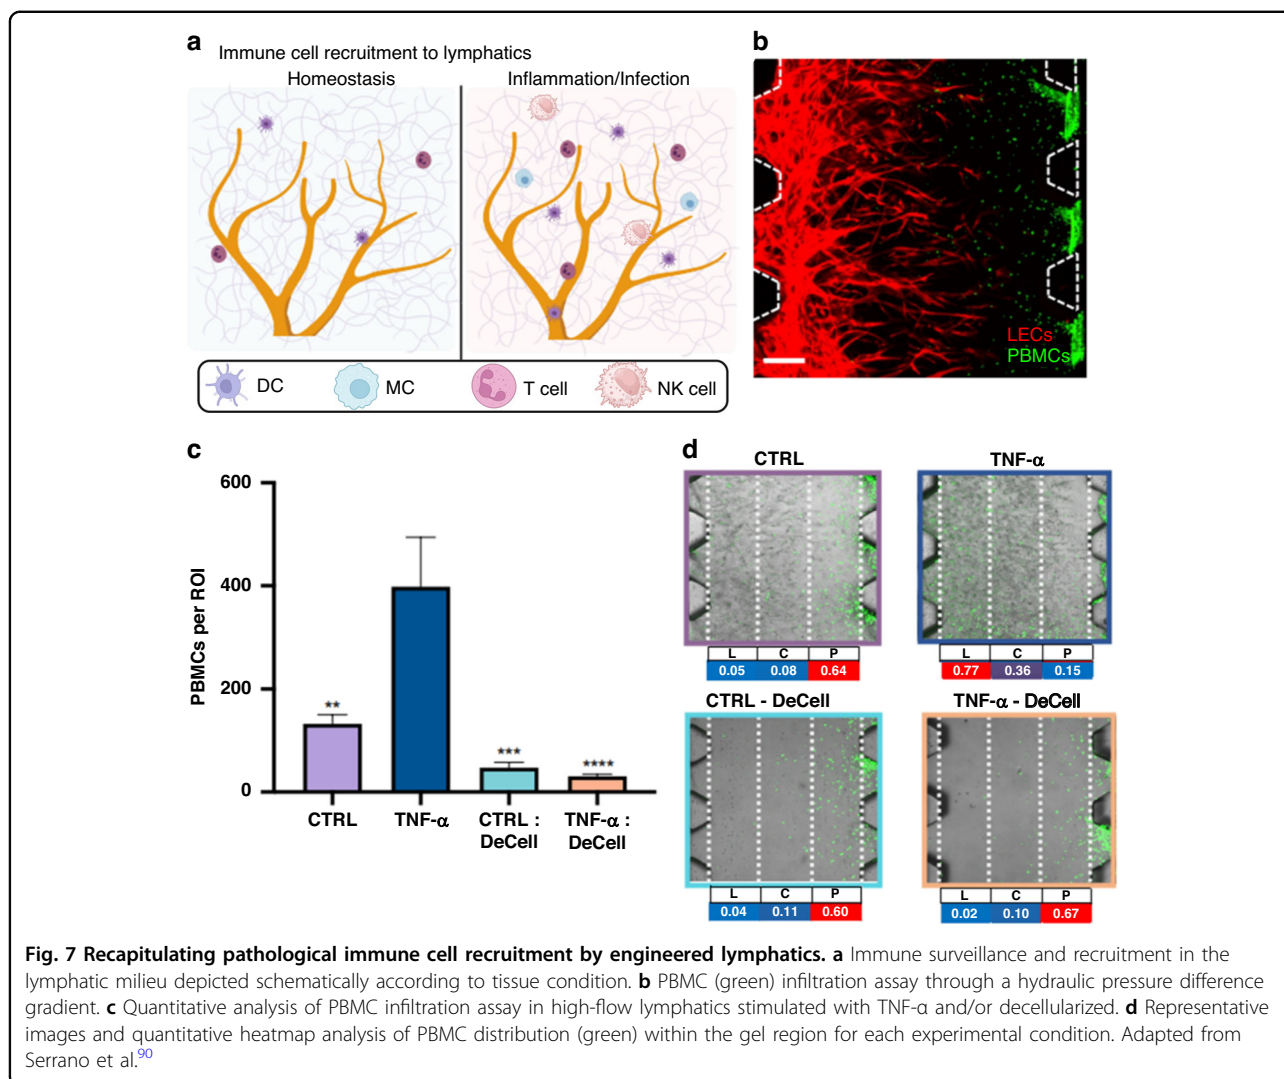 a
Immune cell recruitment to lymphatics
Homeostasis
Inflammation/Infection
DC
MC
T cell
NK cell
b
LECs
PBMCs
c
PBMCs per ROI
600
400
200
0
**
***
****
CTRL
TNF-α
CTRL :
DeCell
TNF-α :
DeCell
d
CTRL
L C P
0.05 0.08 0.64
TNF-α
L C P
0.77 0.36 0.15
CTRL - DeCell
L C P
0.04 0.11 0.60
TNF-α - DeCell
L C P
0.02 0.10 0.67
Fig. 7 Recapitulating pathological immune cell recruitment by engineered lymphatics. a Immune surveillance and recruitment in the
lymphatic milieu depicted schematically according to tissue condition. b PBMC (green) infiltration assay through a hydraulic pressure difference
gradient. c Quantitative analysis of PBMC infiltration assay in high-flow lymphatics stimulated with TNF-α and/or decellularized. d Representative
images and quantitative heatmap analysis of PBMC distribution (green) within the gel region for each experimental condition. Adapted from
Serrano et al.90